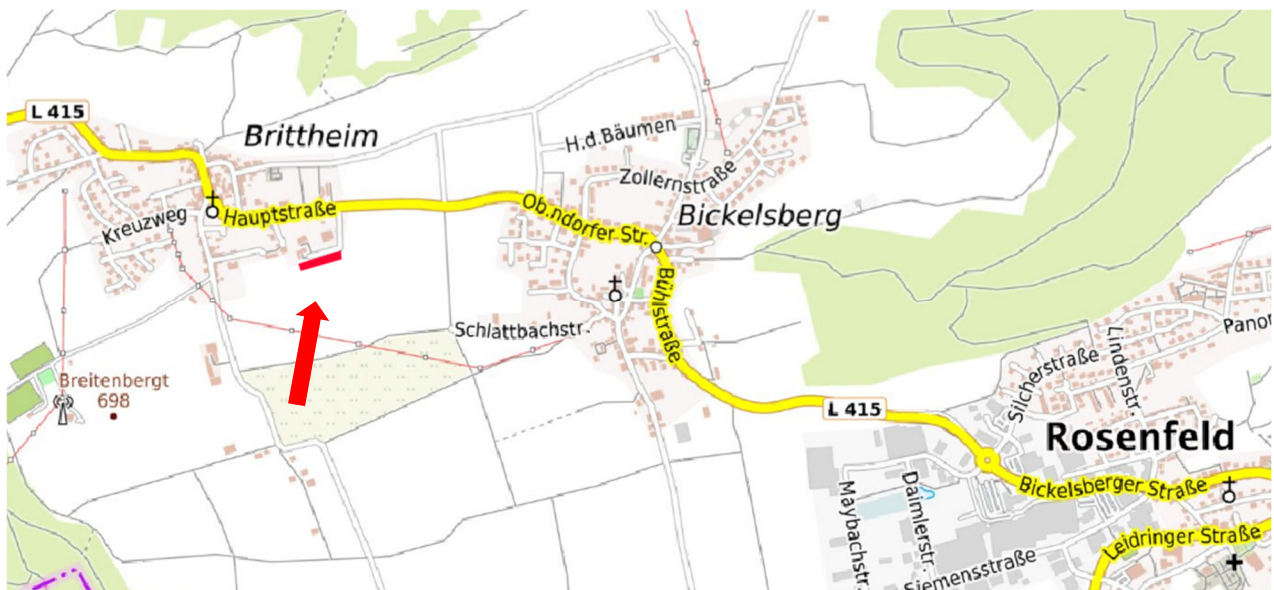 L 415
Brittheim
H.d.Bäumen
Zollernstraße
Kreuzweg
Hauptstraße
Ob.ndorfer Str.
Bickelsberg
Bühlstraße
Schlattbachstr.
Breitenbergt
698
L 415
Silcherstraße
Lindenstr.
Panor
Rosenfeld
Bickelsberger Straße
Maybachstr.
Daimlerstr.
Siemensstraße
Leidringer Straße